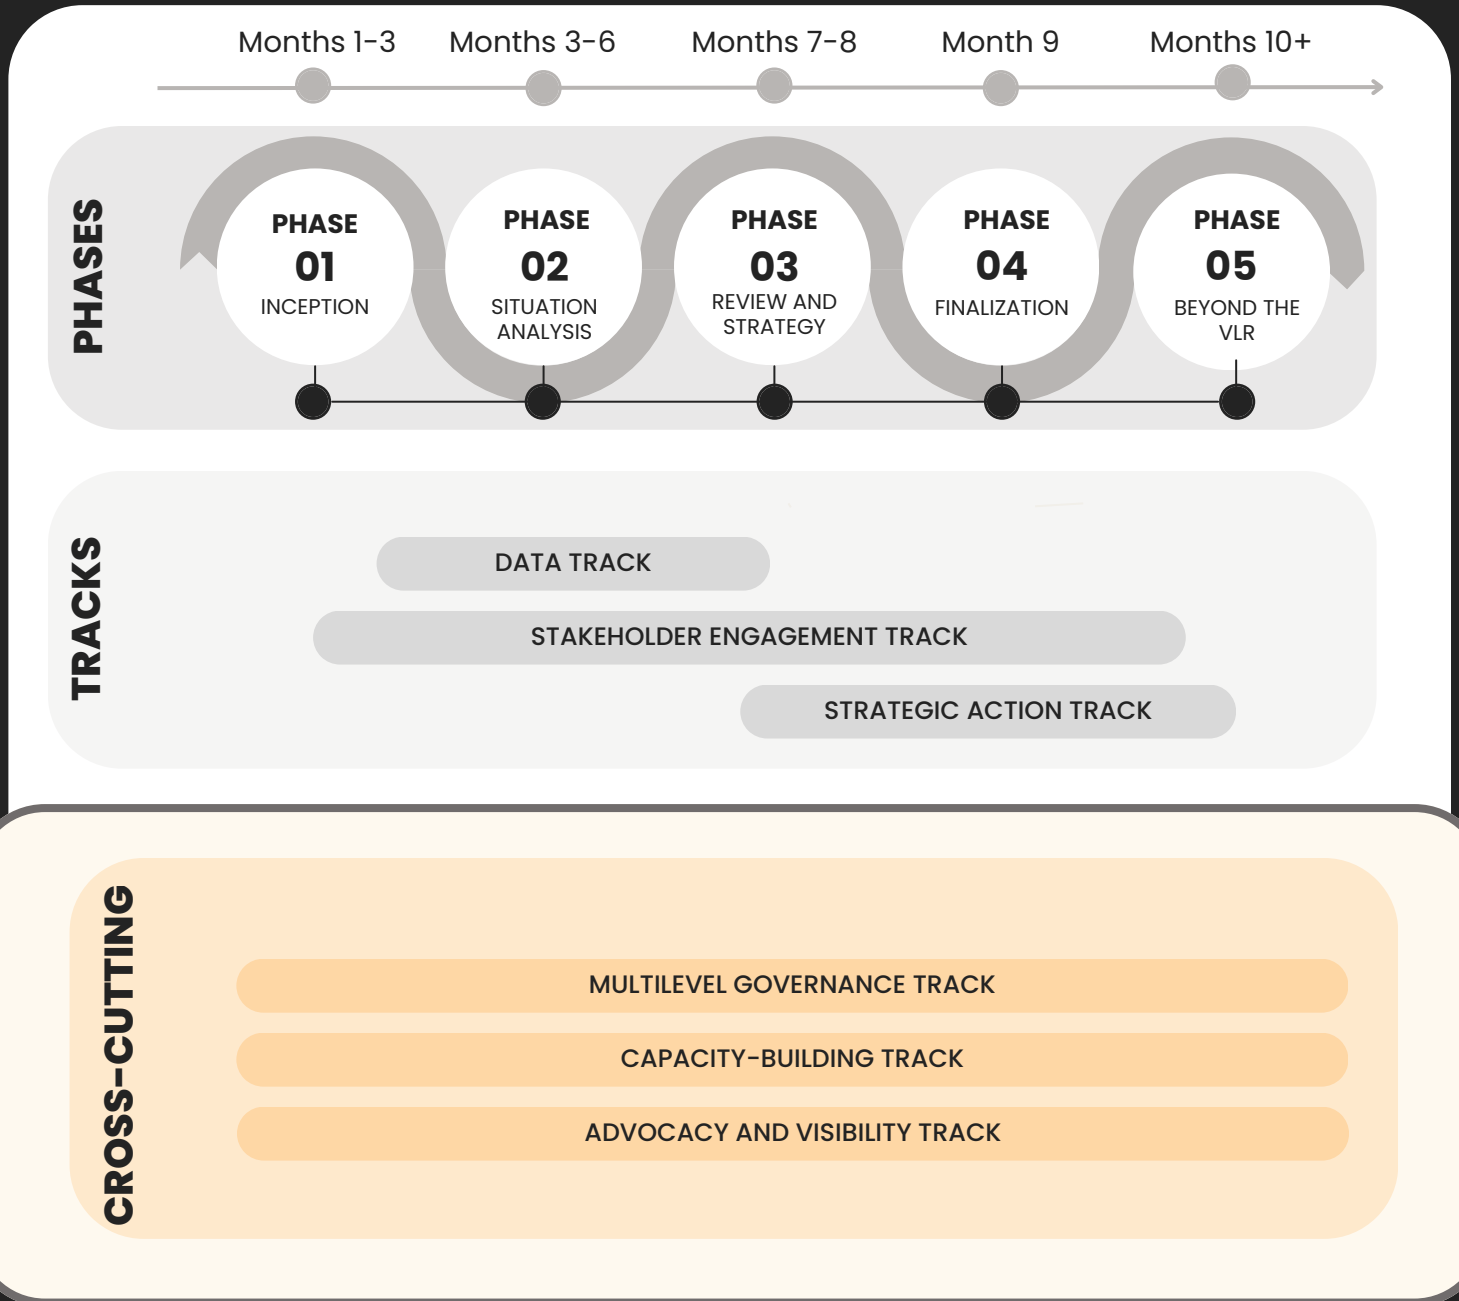 Months 1-3
Months 3-6
Months 7-8
Month 9
Months 10+
PHASES
PHASE
01
INCEPTION
PHASE
02
SITUATION
ANALYSIS
PHASE
03
REVIEW AND
STRATEGY
PHASE
04
FINALIZATION
PHASE
05
BEYOND THE
VLR
TRACKS
DATA TRACK
STAKEHOLDER ENGAGEMENT TRACK
STRATEGIC ACTION TRACK
CROSS-CUTTING
MULTILEVEL GOVERNANCE TRACK
CAPACITY-BUILDING TRACK
ADVOCACY AND VISIBILITY TRACK